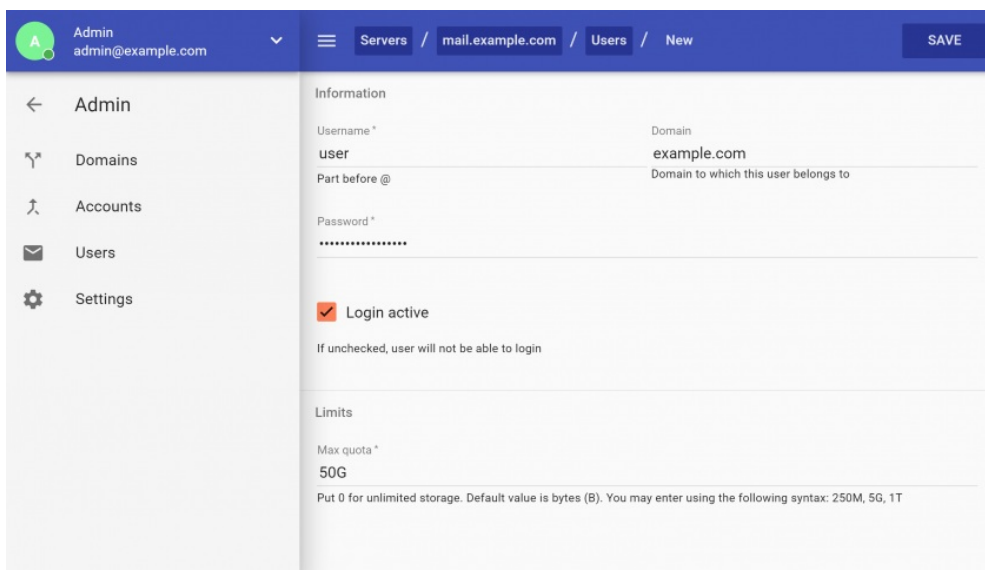 A
Admin
admin@example.com
Servers / mail.example.com / Users / New
SAVE
Admin
Domains
Accounts
Users
Settings
Information
Username *
user
Part before @
Domain
example.com
Domain to which this user belongs to
Password *
•••••••••••••••••
Login active
If unchecked, user will not be able to login
Limits
Max quota *
50G
Put 0 for unlimited storage. Default value is bytes (B). You may enter using the following syntax: 250M, 5G, 1T